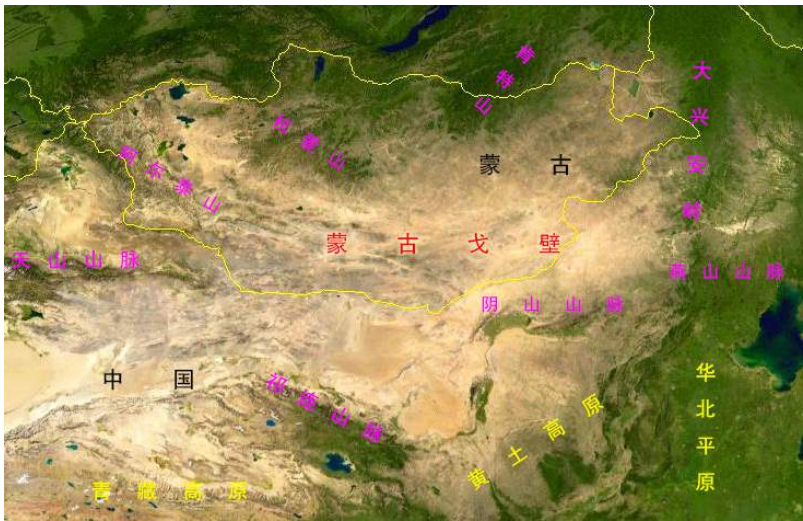 肯特山
大兴安岭
杭爱山
阿尔泰山
蒙古
蒙古戈壁
天山山脉
燕山山脉
阴山山脉
中国
祁连山脉
华北平原
黄土高原
青藏高原